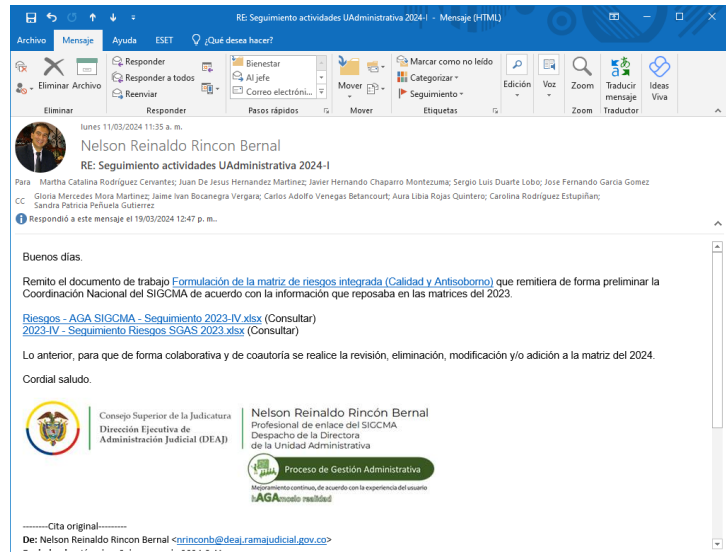 RE: Seguimiento actividades UAdministrativa 2024-I - Mensaje (HTML)
Archivo Mensaje Ayuda ESET ¿Qué desea hacer?
Eliminar Archivo
Responder
Responder a todos
Reenviar
Bienestar
Al jefe
Correo electróni...
Mover
Marcar como no leído
Categorizar
Seguimiento
Edición
Voz
Zoom
Traducir mensaje
Ideas Viva
Eliminar Responder Pasos rápidos Mover Etiquetas Zoom Traductor
lunes 11/03/2024 11:35 a. m.
Nelson Reinaldo Rincon Bernal
RE: Seguimiento actividades UAdministrativa 2024-I
Para Martha Catalina Rodríguez Cervantes; Juan De Jesus Hernandez Martinez; Javier Hernando Chaparro Montezuma; Sergio Luis Duarte Lobo; Jose Fernando Garcia Gomez
CC Gloria Mercedes Mora Martinez; Jaime Ivan Bocanegra Vergara; Carlos Adolfo Venegas Betancourt; Aura Libia Rojas Quintero; Carolina Rodríguez Estupiñan;
Sandra Patricia Peñuela Gutierrez
Respondió a este mensaje el 19/03/2024 12:47 p. m..
Buenos días.
Remito el documento de trabajo Formulación de la matriz de riesgos integrada (Calidad y Antisoborno) que remitiera de forma preliminar la
Coordinación Nacional del SIGCMA de acuerdo con la información que reposaba en las matrices del 2023.
Riesgos - AGA SIGCMA - Seguimiento 2023-IV.xlsx (Consultar)
2023-IV - Seguimiento Riesgos SGAS 2023.xlsx (Consultar)
Lo anterior, para que de forma colaborativa y de coautoría se realice la revisión, eliminación, modificación y/o adición a la matriz del 2024.
Cordial saludo.
Consejo Superior de la Judicatura
Dirección Ejecutiva de
Administración Judicial (DEAJ)
Nelson Reinaldo Rincón Bernal
Profesional de enlace del SIGCMA
Despacho de la Directora
de la Unidad Administrativa
Proceso de Gestión Administrativa
Mejoramiento continuo, de acuerdo con la experiencia del usuario
hAGAmoslo realidad
--------Cita original---------
De: Nelson Reinaldo Rincon Bernal <nrinconb@deaj.ramajudicial.gov.co>